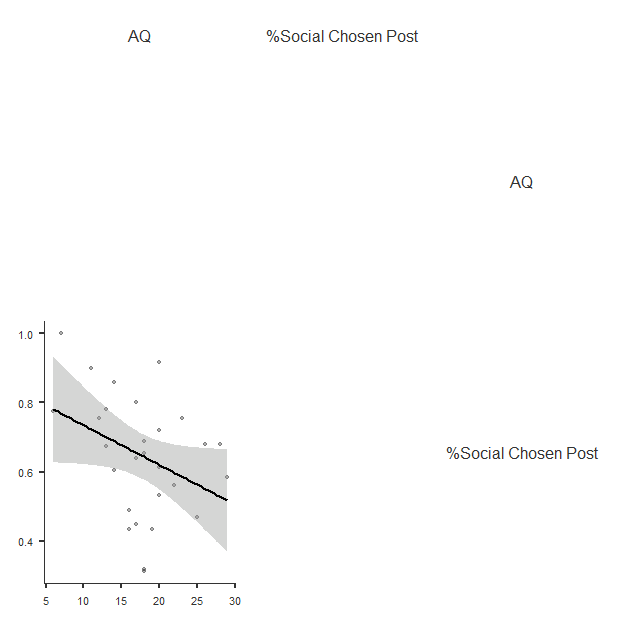 AQ %Social Chosen Post
AQ
1.0
0.8
0.6
%Social Chosen Post
0.4
5 10 15 20 25 30